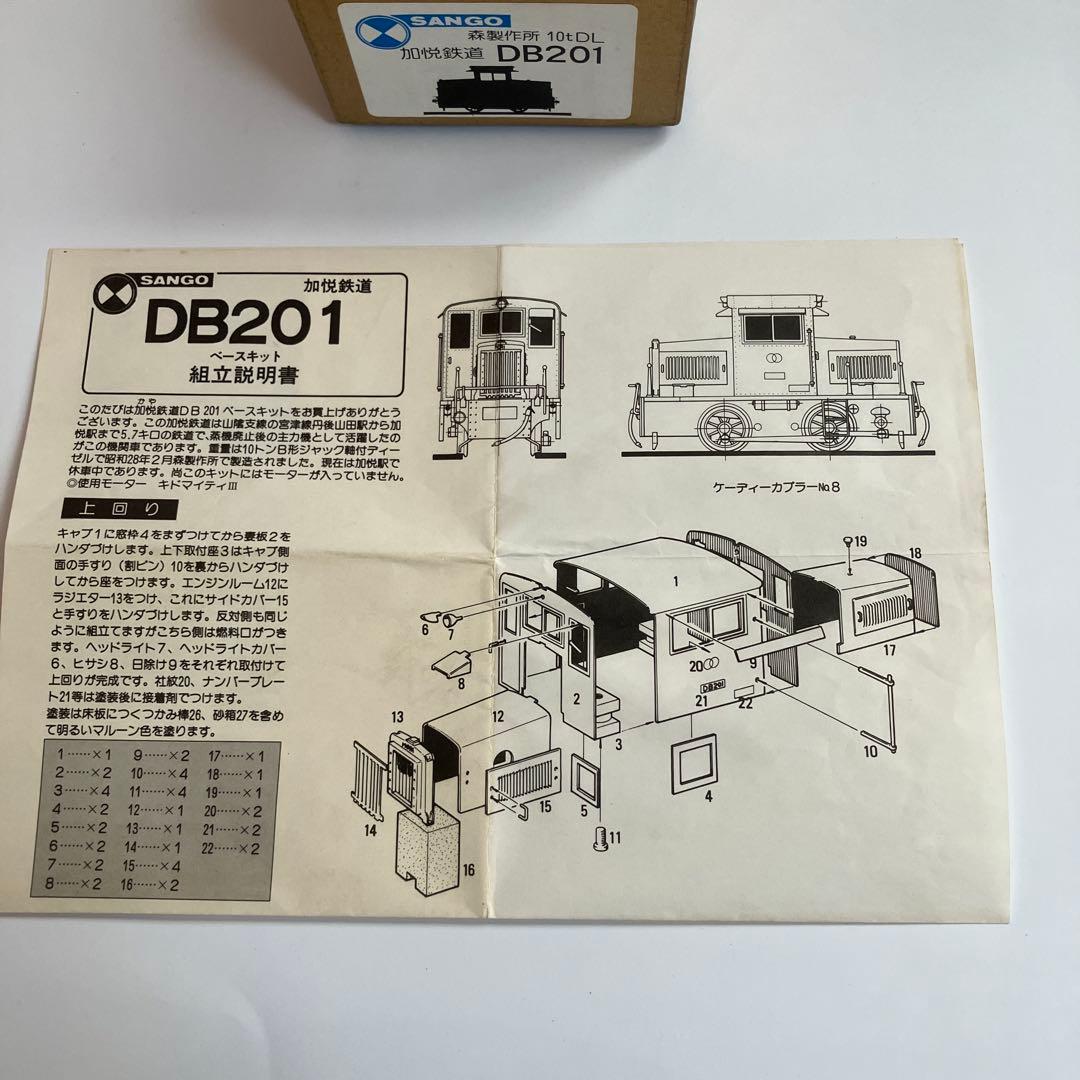 SANGO
森製作所 10tDL
加悦鉄道 DB201
SANGO
加悦鉄道
DB201
ベースキット
組立説明書
かや
このたびは加悦鉄道DB201ベースキットをお買上げありがとう
ございます。この加悦鉄道は山陰支線の宮津線丹後山田駅から加
悦駅まで5.7キロの鉄道で、蒸機廃止後の主力機として活躍したの
がこの機関車であります。重量は10トンB形ジャック軸付ディー
ゼルで昭和28年2月森製作所で製造されました。現在は加悦駅で
休車中であります。尚このキットにはモーターが入っていません。
◎使用モーター キドマイティⅢ
上回り
キャブ1に窓枠4をまずつけてから妻板2を
ハンダづけします。上下取付座3はキャブ側
面の手すり(割ピン)10を裏からハンダづけ
してから座をつけます。エンジンルーム12に
ラジエター13をつけ、これにサイドカバー15
と手すりをハンダづけします。反対側も同じ
ように組立てますがこちら側は燃料口がつき
ます。ヘッドライト7、ヘッドライトカバー
6、ヒサシ8、日除け9をそれぞれ取付けて
上回りが完成です。社紋20、ナンバープレー
ト21等は塗装後に接着剤でつけます。
塗装は床板につくつかみ棒26、砂箱27を含め
て明るいマルーン色を塗ります。
1……×1 9……×2 17……×1
2……×2 10……×4 18……×1
3……×4 11……×4 19……×1
4……×2 12……×1 20……×2
5……×2 13……×1 21……×2
6……×2 14……×1 22……×2
7……×2 15……×4
8……×2 16……×2
ケーディーカプラーNo.8
1
2
3
4
5
6
7
8
9
10
11
12
13
14
15
16
17
18
19
20
21
22
DB201